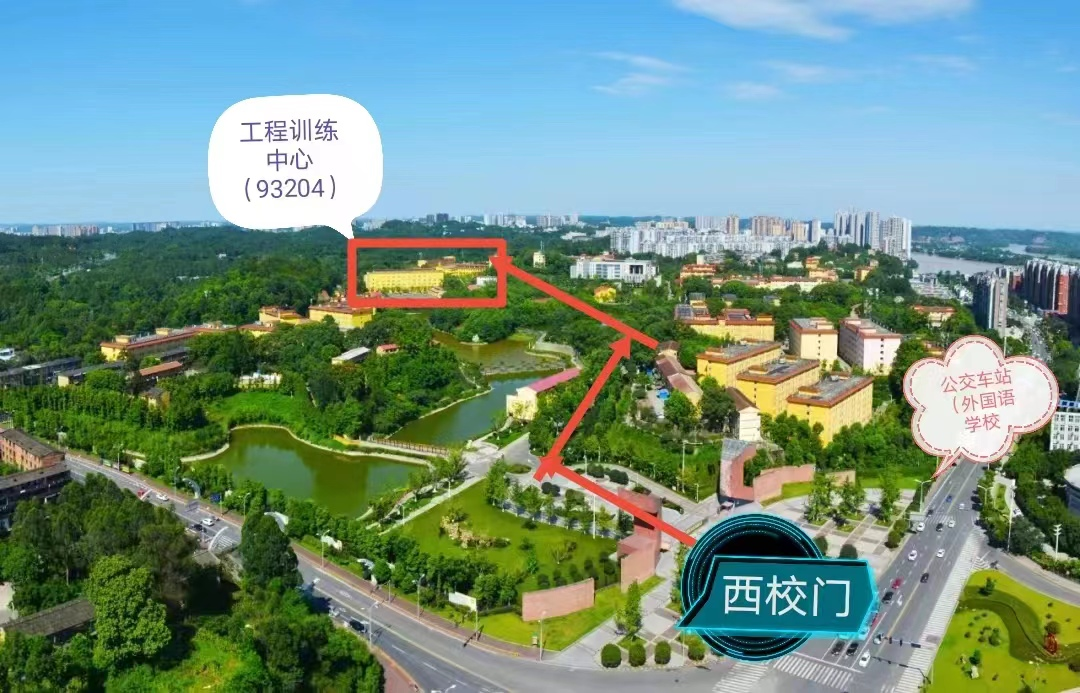 工程训练
中心
（93204）
公交车站
（外国语
学校
西校门